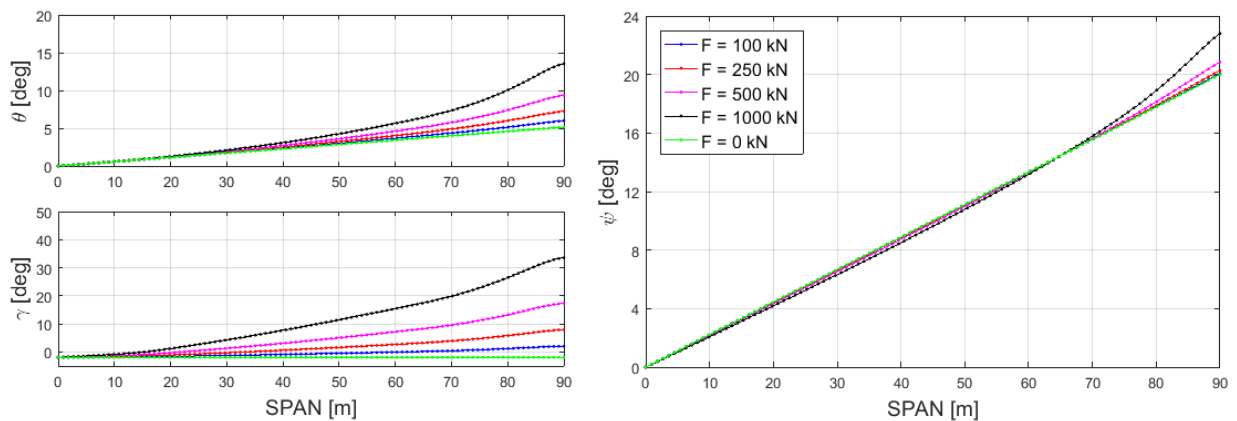 20
15
10
5
0
θ [deg]
0 10 20 30 40 50 60 70 80 90
50
40
30
20
10
0
γ [deg]
0 10 20 30 40 50 60 70 80 90
SPAN [m]
24
20
16
12
8
4
0
ψ [deg]
F = 100 kN
F = 250 kN
F = 500 kN
F = 1000 kN
F = 0 kN
0 10 20 30 40 50 60 70 80 90
SPAN [m]